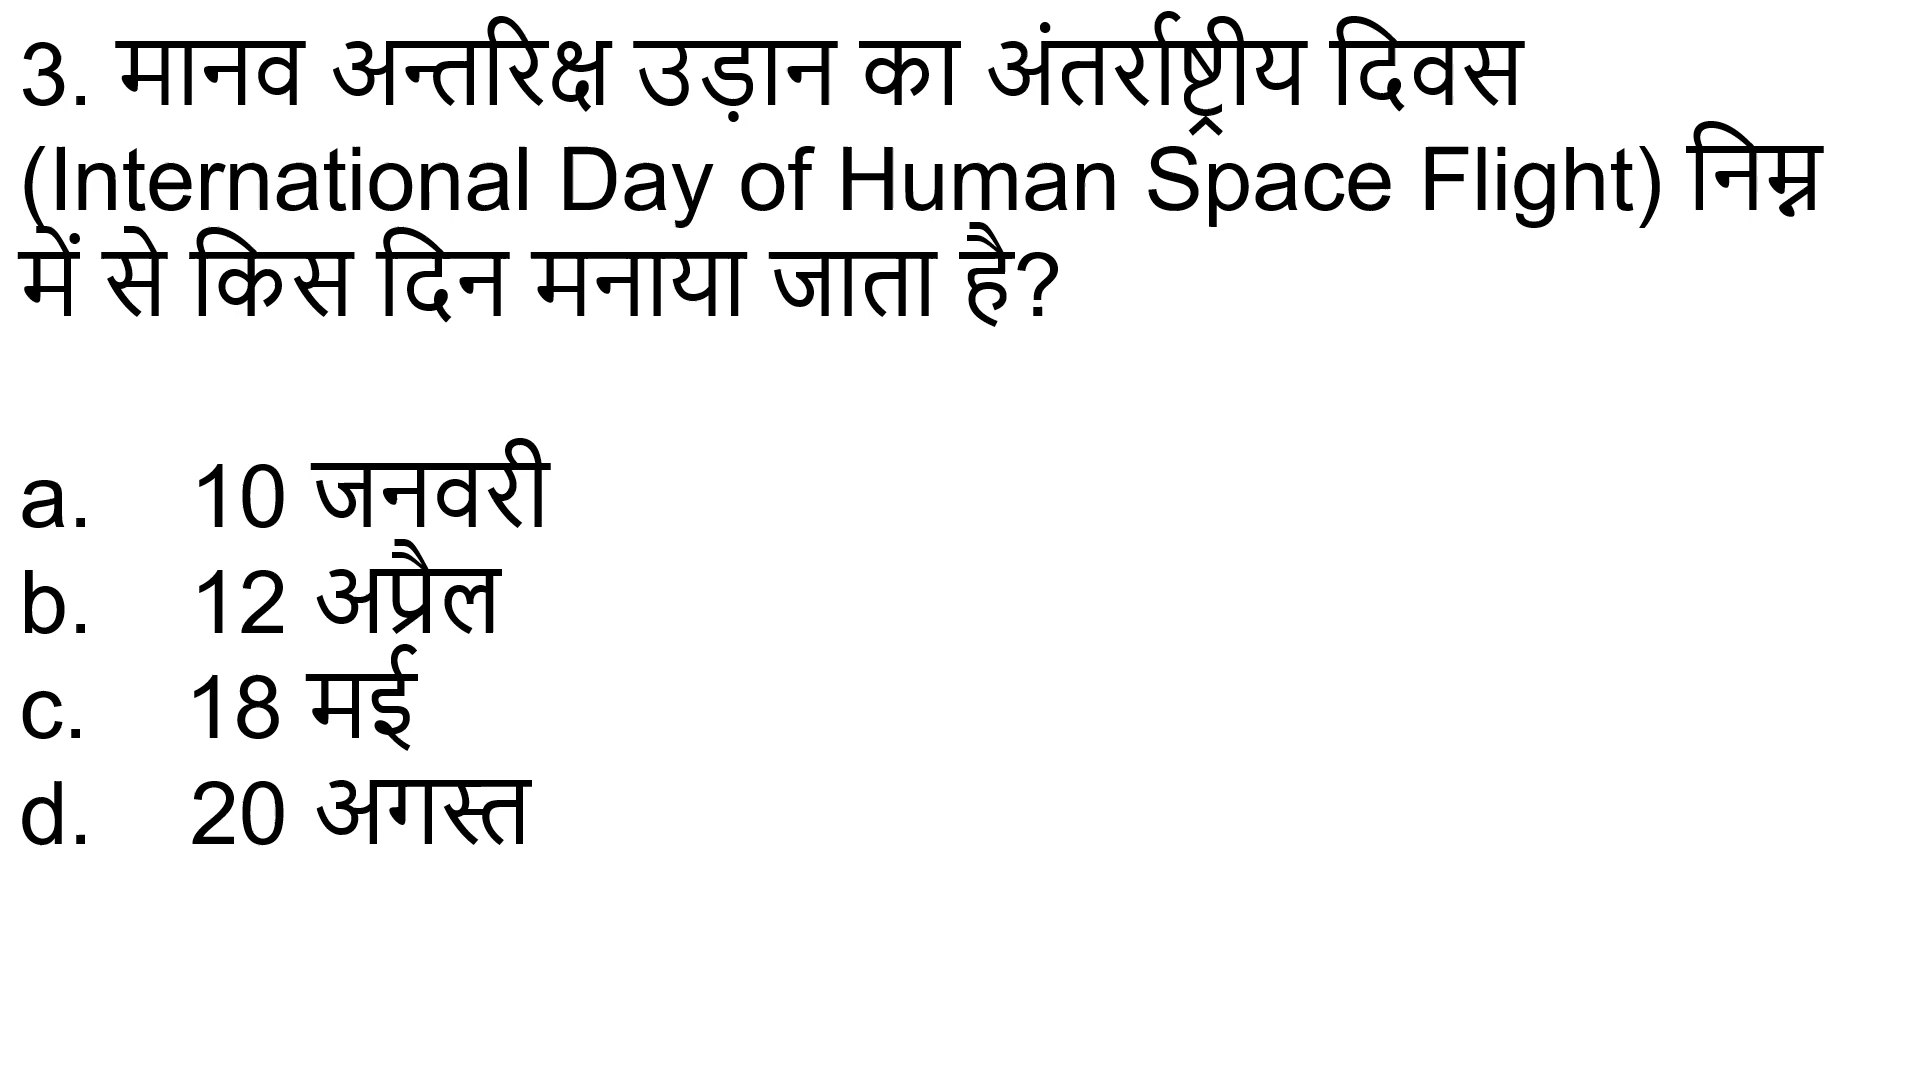 3. मानव अन्तरिक्ष उड़ान का अंतर्राष्ट्रीय दिवस
(International Day of Human Space Flight) निम्न
में से किस दिन मनाया जाता है?
a. 10 जनवरी
b. 12 अप्रैल
c. 18 मई
d. 20 अगस्त